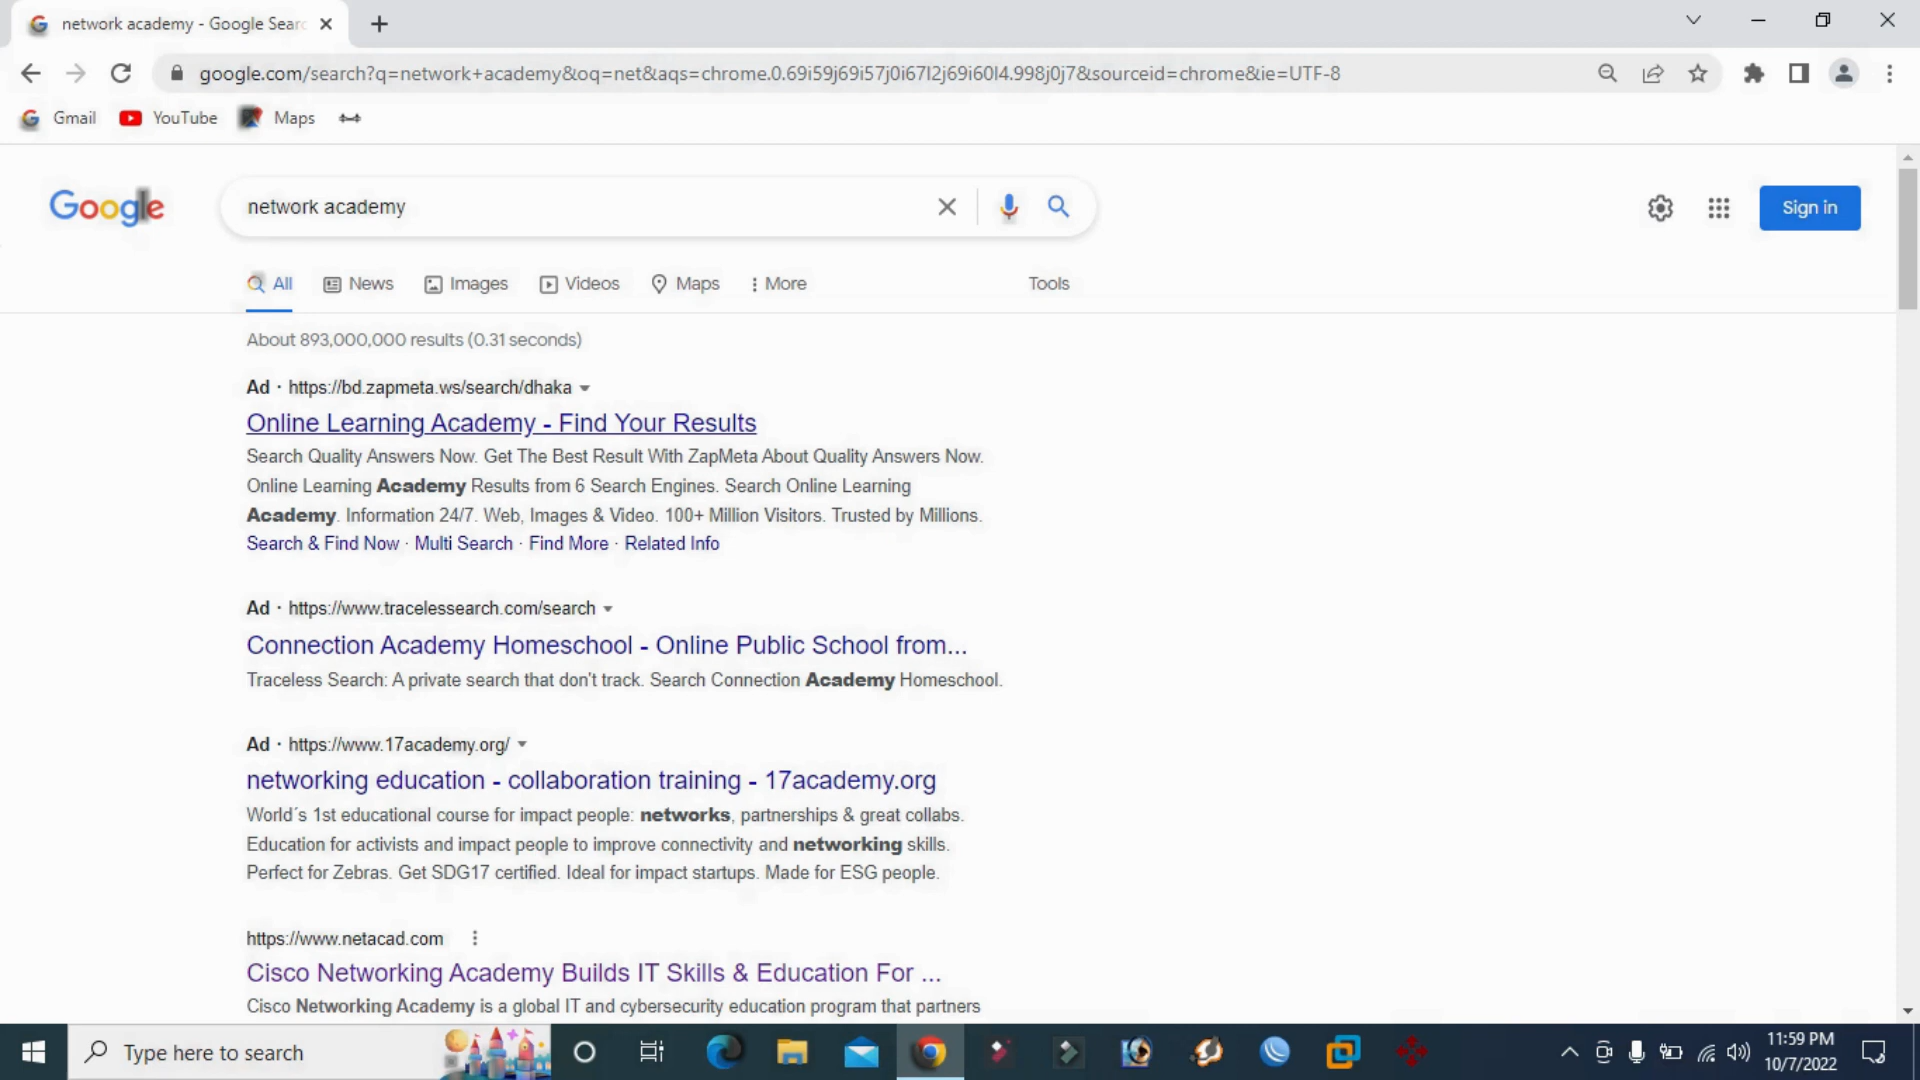 network academy - Google Searc
google.com/search?q=network+academy&oq=net&aqs=chrome.0.69i59j69i57j0i67l2j69i60l4.998j0j7&sourceid=chrome&ie=UTF-8
Gmail YouTube Maps
Google network academy Sign in
All News Images Videos Maps More Tools
About 893,000,000 results (0.31 seconds)
Ad · https://bd.zapmeta.ws/search/dhaka
Online Learning Academy - Find Your Results
Search Quality Answers Now. Get The Best Result With ZapMeta About Quality Answers Now.
Online Learning Academy Results from 6 Search Engines. Search Online Learning
Academy. Information 24/7. Web, Images & Video. 100+ Million Visitors. Trusted by Millions.
Search & Find Now · Multi Search · Find More · Related Info
Ad · https://www.tracelessearch.com/search
Connection Academy Homeschool - Online Public School from...
Traceless Search: A private search that don't track. Search Connection Academy Homeschool.
Ad · https://www.17academy.org/
networking education - collaboration training - 17academy.org
World´s 1st educational course for impact people: networks, partnerships & great collabs.
Education for activists and impact people to improve connectivity and networking skills.
Perfect for Zebras. Get SDG17 certified. Ideal for impact startups. Made for ESG people.
https://www.netacad.com
Cisco Networking Academy Builds IT Skills & Education For ...
Cisco Networking Academy is a global IT and cybersecurity education program that partners
Type here to search
11:59 PM
10/7/2022